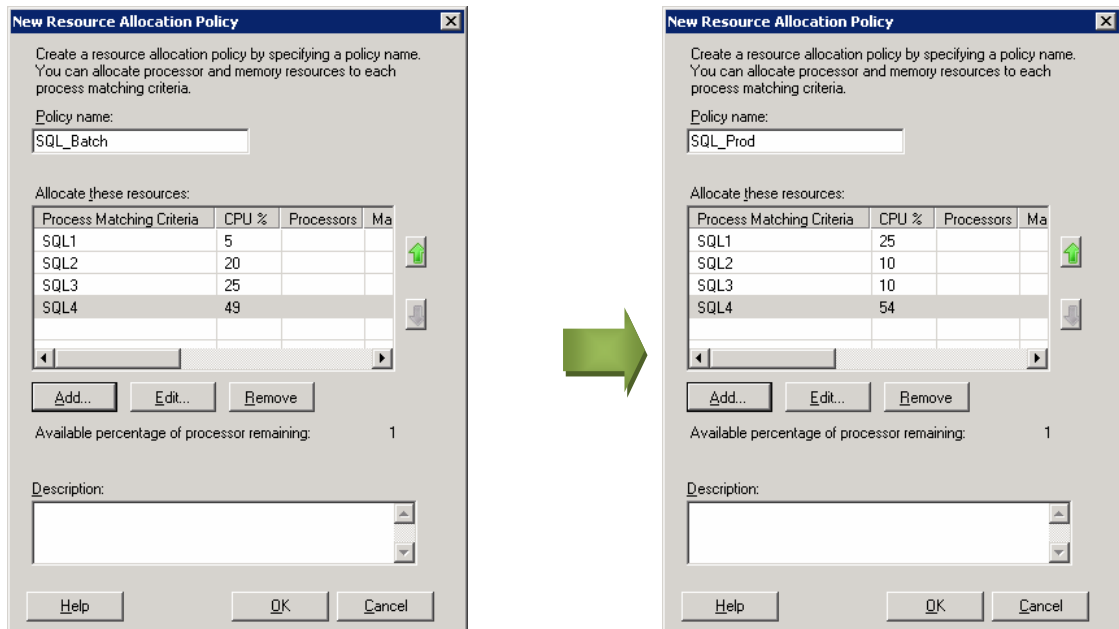 New Resource Allocation Policy
Create a resource allocation policy by specifying a policy name.
You can allocate processor and memory resources to each
process matching criteria.
Policy name:
SQL_Batch
Allocate these resources:
Process Matching Criteria CPU % Processors Ma
SQL1 5
SQL2 20
SQL3 25
SQL4 49
Add... Edit... Remove
Available percentage of processor remaining: 1
Description:
Help OK Cancel
New Resource Allocation Policy
Create a resource allocation policy by specifying a policy name.
You can allocate processor and memory resources to each
process matching criteria.
Policy name:
SQL_Prod
Allocate these resources:
Process Matching Criteria CPU % Processors Ma
SQL1 25
SQL2 10
SQL3 10
SQL4 54
Add... Edit... Remove
Available percentage of processor remaining: 1
Description:
Help OK Cancel